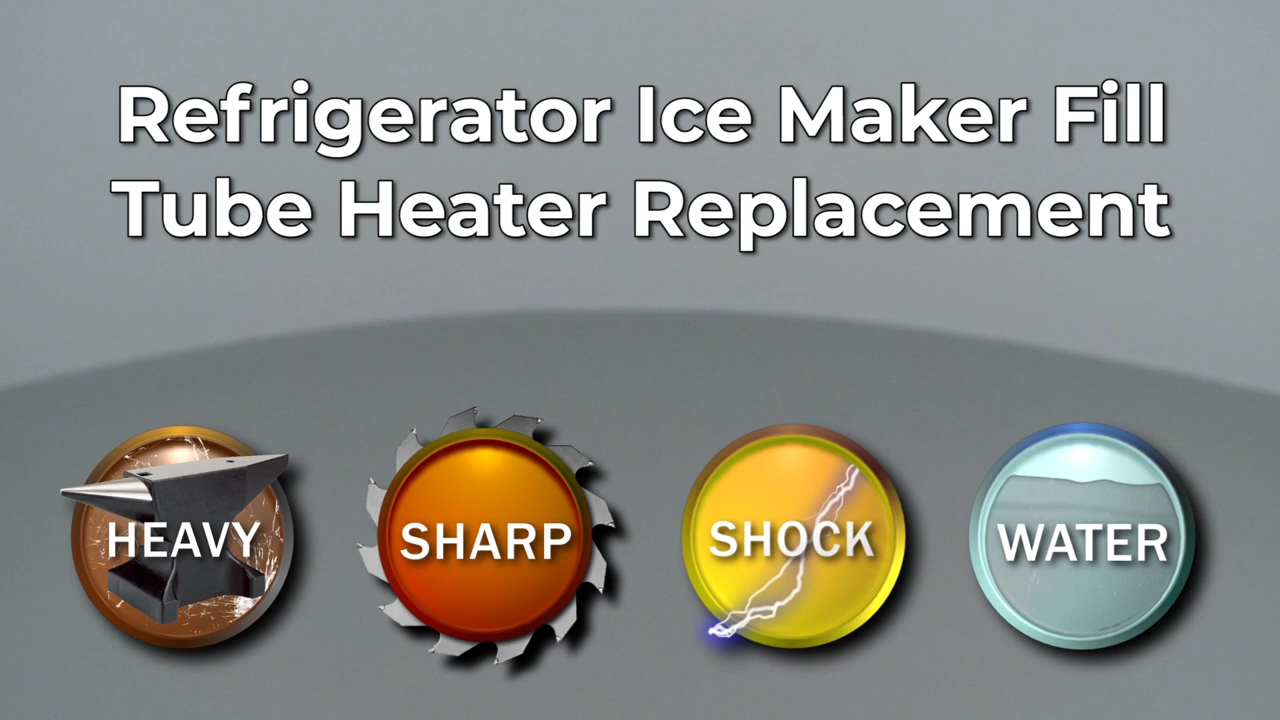 Refrigerator Ice Maker Fill
Tube Heater Replacement
HEAVY
SHARP
SHOCK
WATER